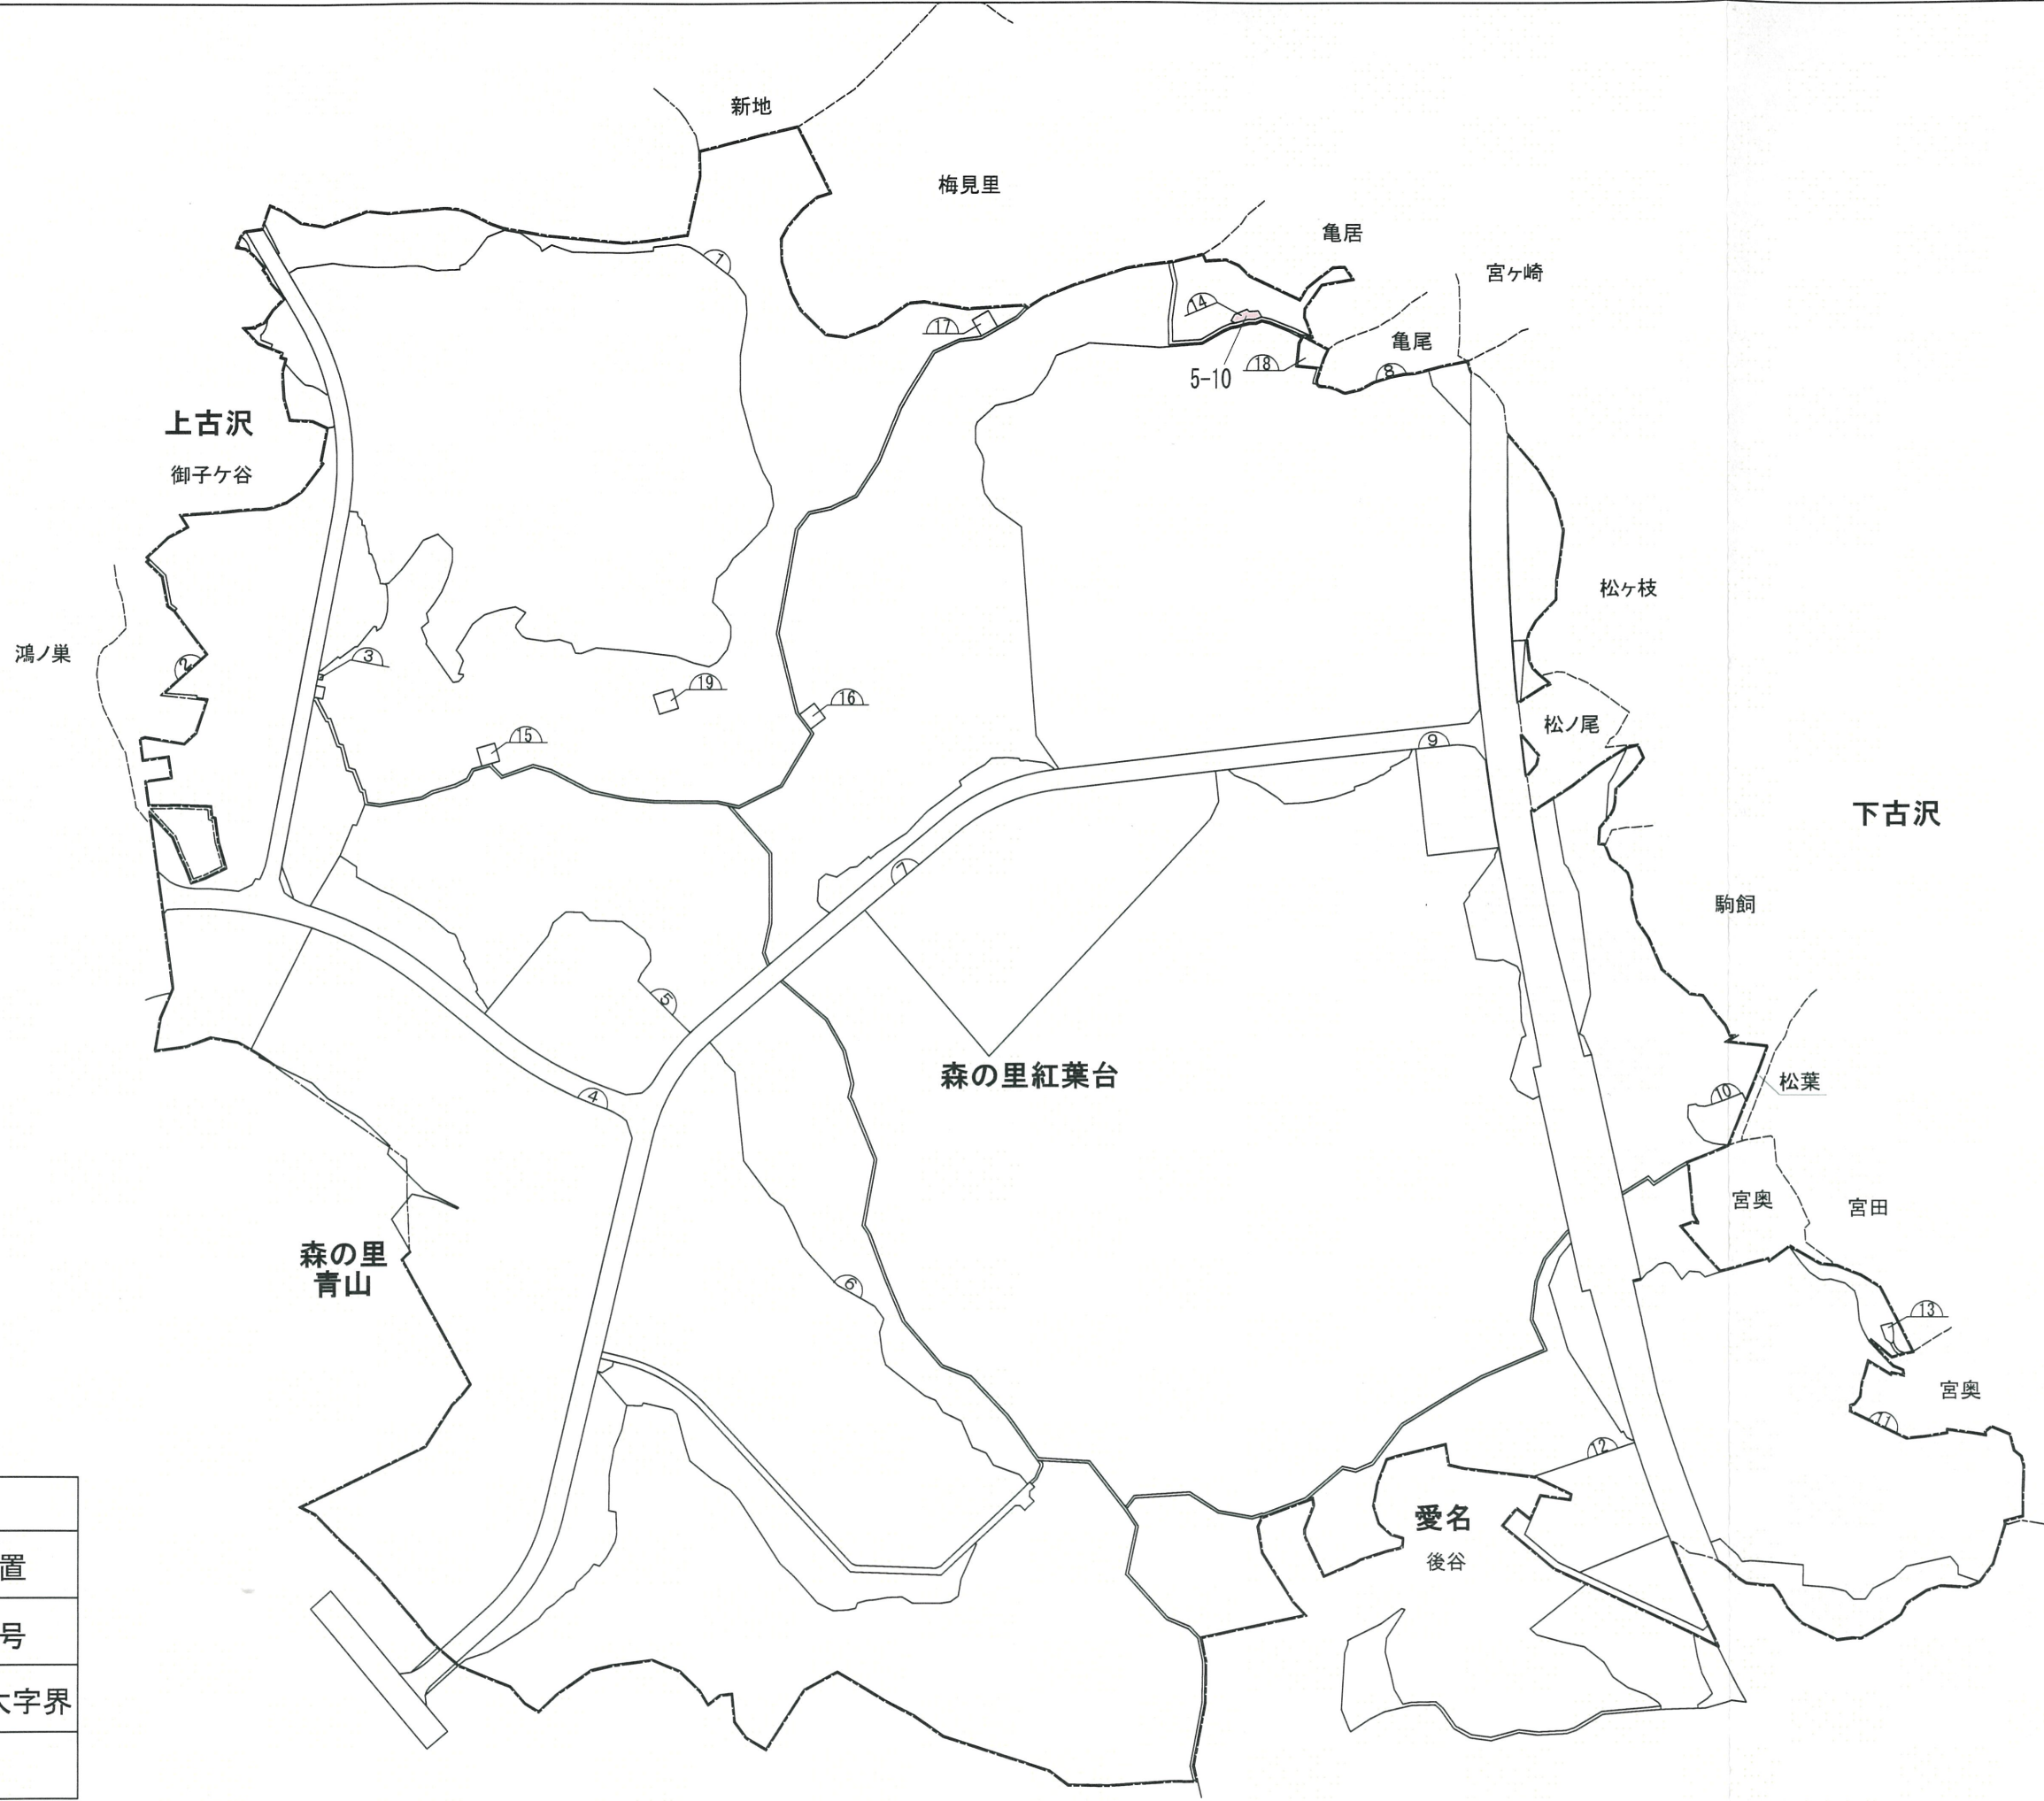 新地
梅見里
亀居
宮ヶ崎
1
14
17
亀尾
5-10
18
8
上古沢
御子ケ谷
松ヶ枝
鴻ノ巣
2
3
19
16
15
松ノ尾
9
下古沢
7
駒飼
5
森の里紅葉台
4
10
松葉
宮奥
宮田
森の里
青山
6
13
宮奥
11
12
愛名
後谷
置
号
大字界